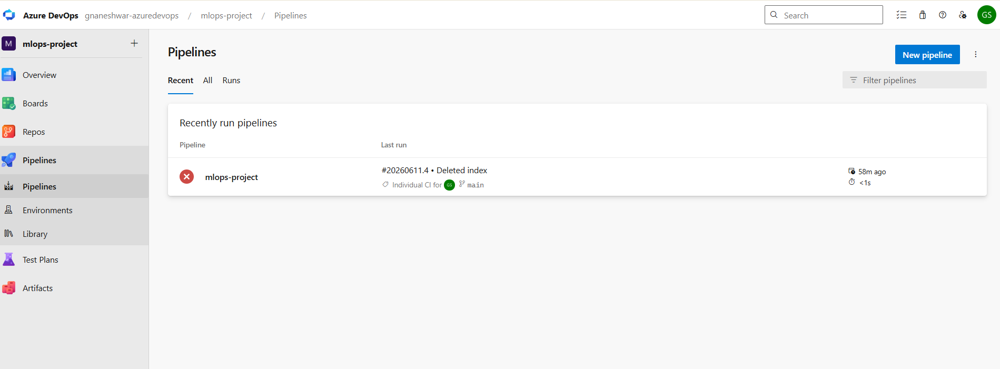 Azure DevOps gnaneshwar-azuredevops / mlops-project / Pipelines
Search
GS
M mlops-project
Overview
Boards
Repos
Pipelines
Pipelines
Environments
Library
Test Plans
Artifacts
Pipelines
New pipeline
Recent All Runs
Filter pipelines
Recently run pipelines
Pipeline Last run
mlops-project
#20260611.4 • Deleted index
Individual CI for GS main
58m ago
<1s